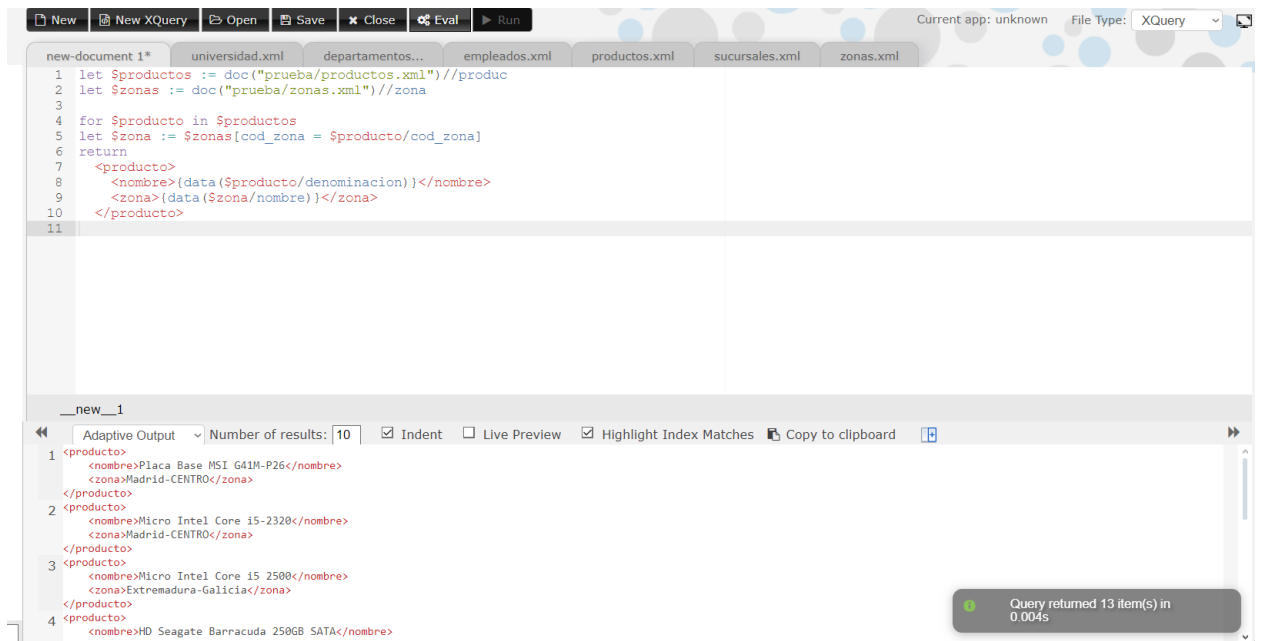 New New XQuery Open Save Close Eval Run Current app: unknown File Type: XQuery
new-document 1* universidad.xml departamentos... empleados.xml productos.xml sucursales.xml zonas.xml
1 let $productos := doc("prueba/productos.xml")//produc
2 let $zonas := doc("prueba/zonas.xml")//zona
3
4 for $producto in $productos
5 let $zona := $zonas[cod_zona = $producto/cod_zona]
6 return
7 <producto>
8 <nombre>{data($producto/denominacion)}</nombre>
9 <zona>{data($zona/nombre)}</zona>
10 </producto>
11
__new__1
Adaptive Output Number of results: 10 Indent Live Preview Highlight Index Matches Copy to clipboard
1 <producto>
<nombre>Placa Base MSI G41M-P26</nombre>
<zona>Madrid-CENTRO</zona>
</producto>
2 <producto>
<nombre>Micro Intel Core i5-2320</nombre>
<zona>Madrid-CENTRO</zona>
</producto>
3 <producto>
<nombre>Micro Intel Core i5 2500</nombre>
<zona>Extremadura-Galicia</zona>
</producto>
4 <producto>
<nombre>HD Seagate Barracuda 250GB SATA</nombre>
Query returned 13 item(s) in
0.004s